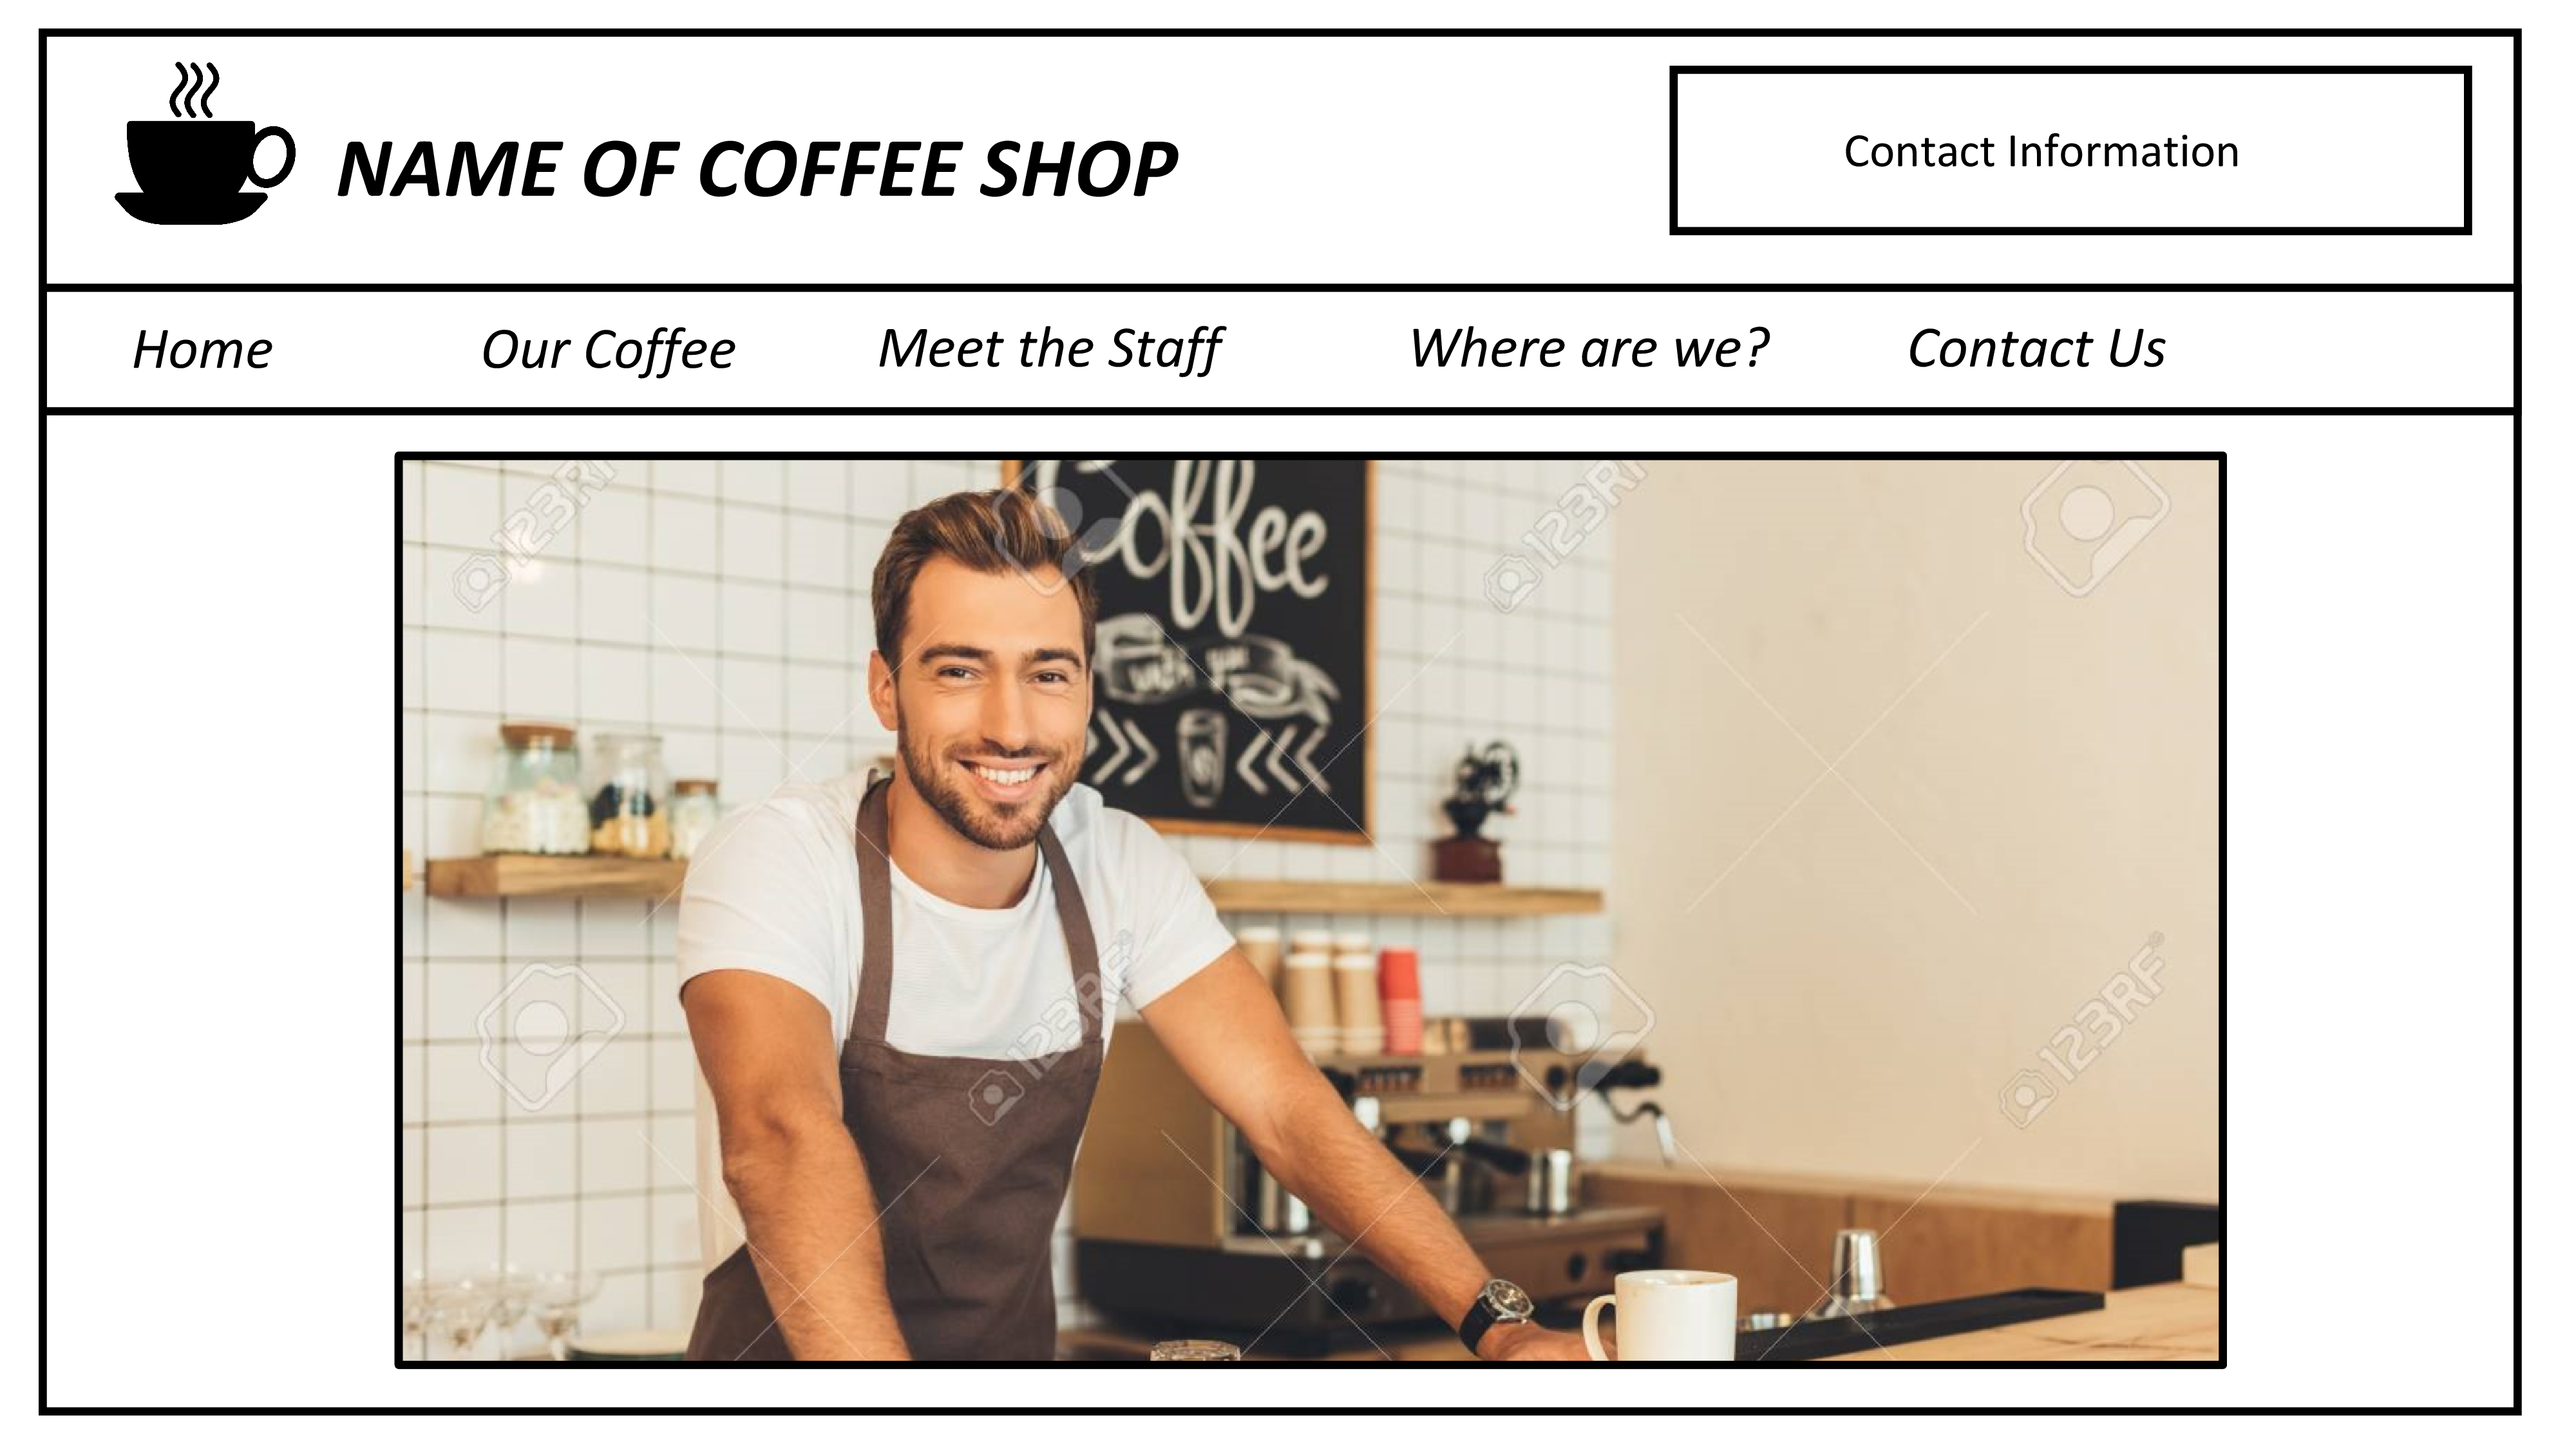 NAME OF COFFEE SHOP
Contact Information
Home
Our Coffee
Meet the Staff
Where are we?
Contact Us
123RF
123RF
Coffee
with you
123RF
123RF